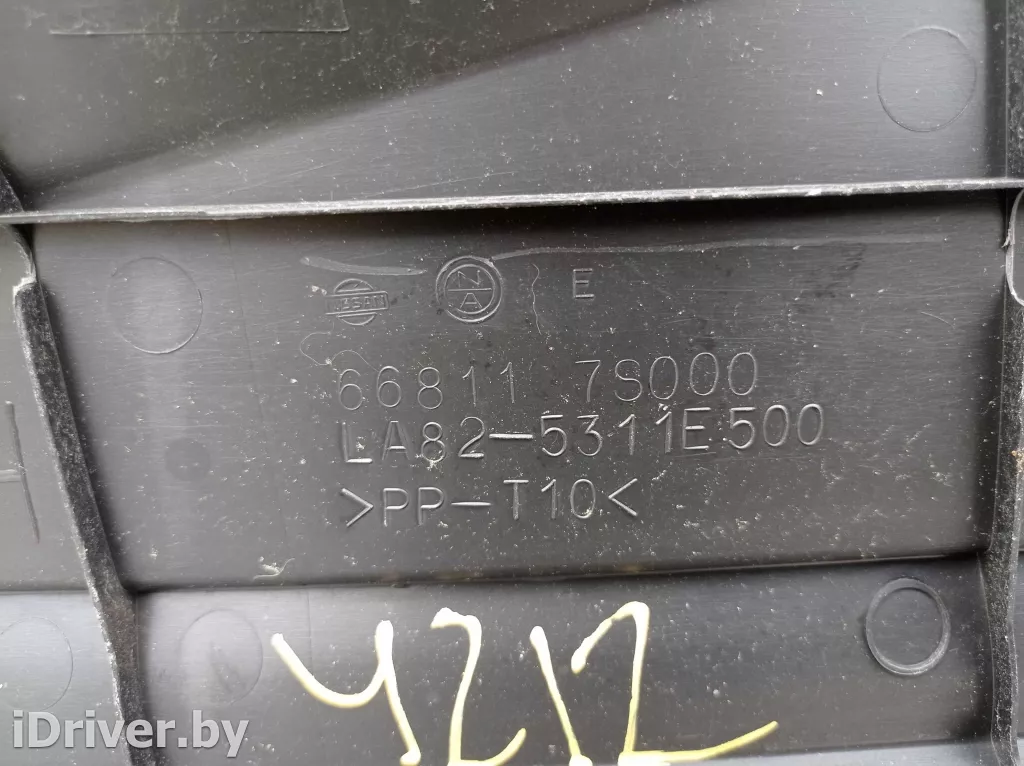 NISSAN N A E
66811 7S000
LA82-5311E500
>PP-T10<
4212
iDriver.by